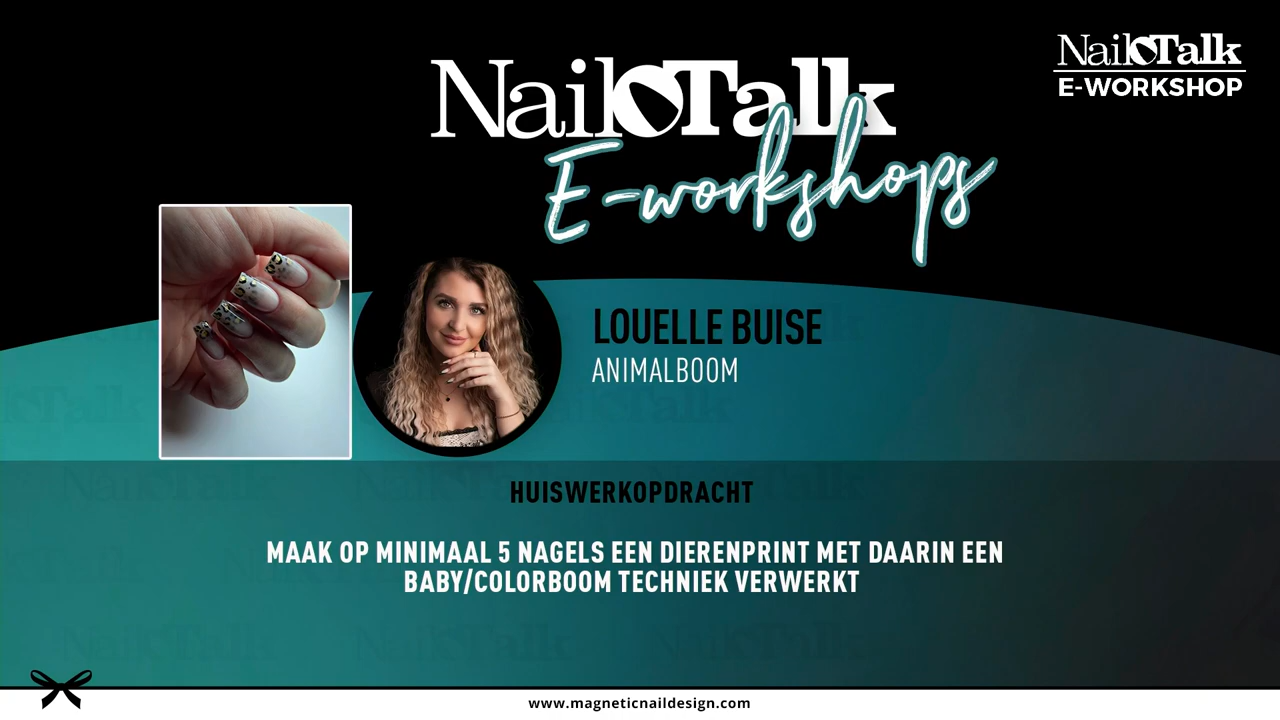 NailTalk
E-workshops
NailTalk
E-WORKSHOP
LOUELLE BUISE
ANIMALBOOM
HUISWERKOPDRACHT
MAAK OP MINIMAAL 5 NAGELS EEN DIERENPRINT MET DAARIN EEN
BABY/COLORBOOM TECHNIEK VERWERKT
www.magneticnaildesign.com